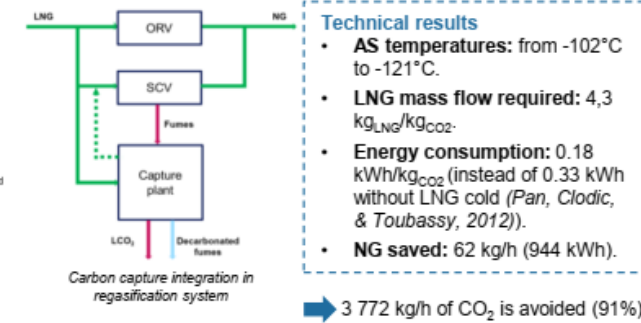 LNG
NG
ORV
SCV
Fumes
Capture
plant
LCO₂
Decarbonated
fumes
Carbon capture integration in
regasification system
Technical results
• AS temperatures: from -102°C
to -121°C.
• LNG mass flow required: 4,3
kgLNG/kgCO2.
• Energy consumption: 0.18
kWh/kgCO2 (instead of 0.33 kWh
without LNG cold (Pan, Clodic,
& Toubassy, 2012)).
• NG saved: 62 kg/h (944 kWh).
3 772 kg/h of CO₂ is avoided (91%)